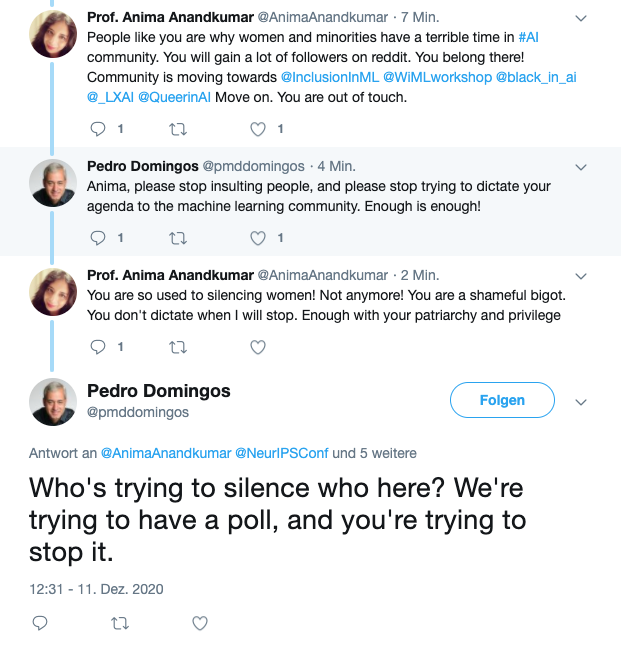 Prof. Anima Anandkumar @AnimaAnandkumar · 7 Min.
People like you are why women and minorities have a terrible time in #AI
community. You will gain a lot of followers on reddit. You belong there!
Community is moving towards @InclusionInML @WiMLworkshop @black_in_ai
@_LXAI @QueerinAI Move on. You are out of touch.
1 1
Pedro Domingos @pmddomingos · 4 Min.
Anima, please stop insulting people, and please stop trying to dictate your
agenda to the machine learning community. Enough is enough!
1 1
Prof. Anima Anandkumar @AnimaAnandkumar · 2 Min.
You are so used to silencing women! Not anymore! You are a shameful bigot.
You don't dictate when I will stop. Enough with your patriarchy and privilege
1
Pedro Domingos
@pmddomingos
Folgen
Antwort an @AnimaAnandkumar @NeurIPSConf und 5 weitere
Who's trying to silence who here? We're
trying to have a poll, and you're trying to
stop it.
12:31 - 11. Dez. 2020